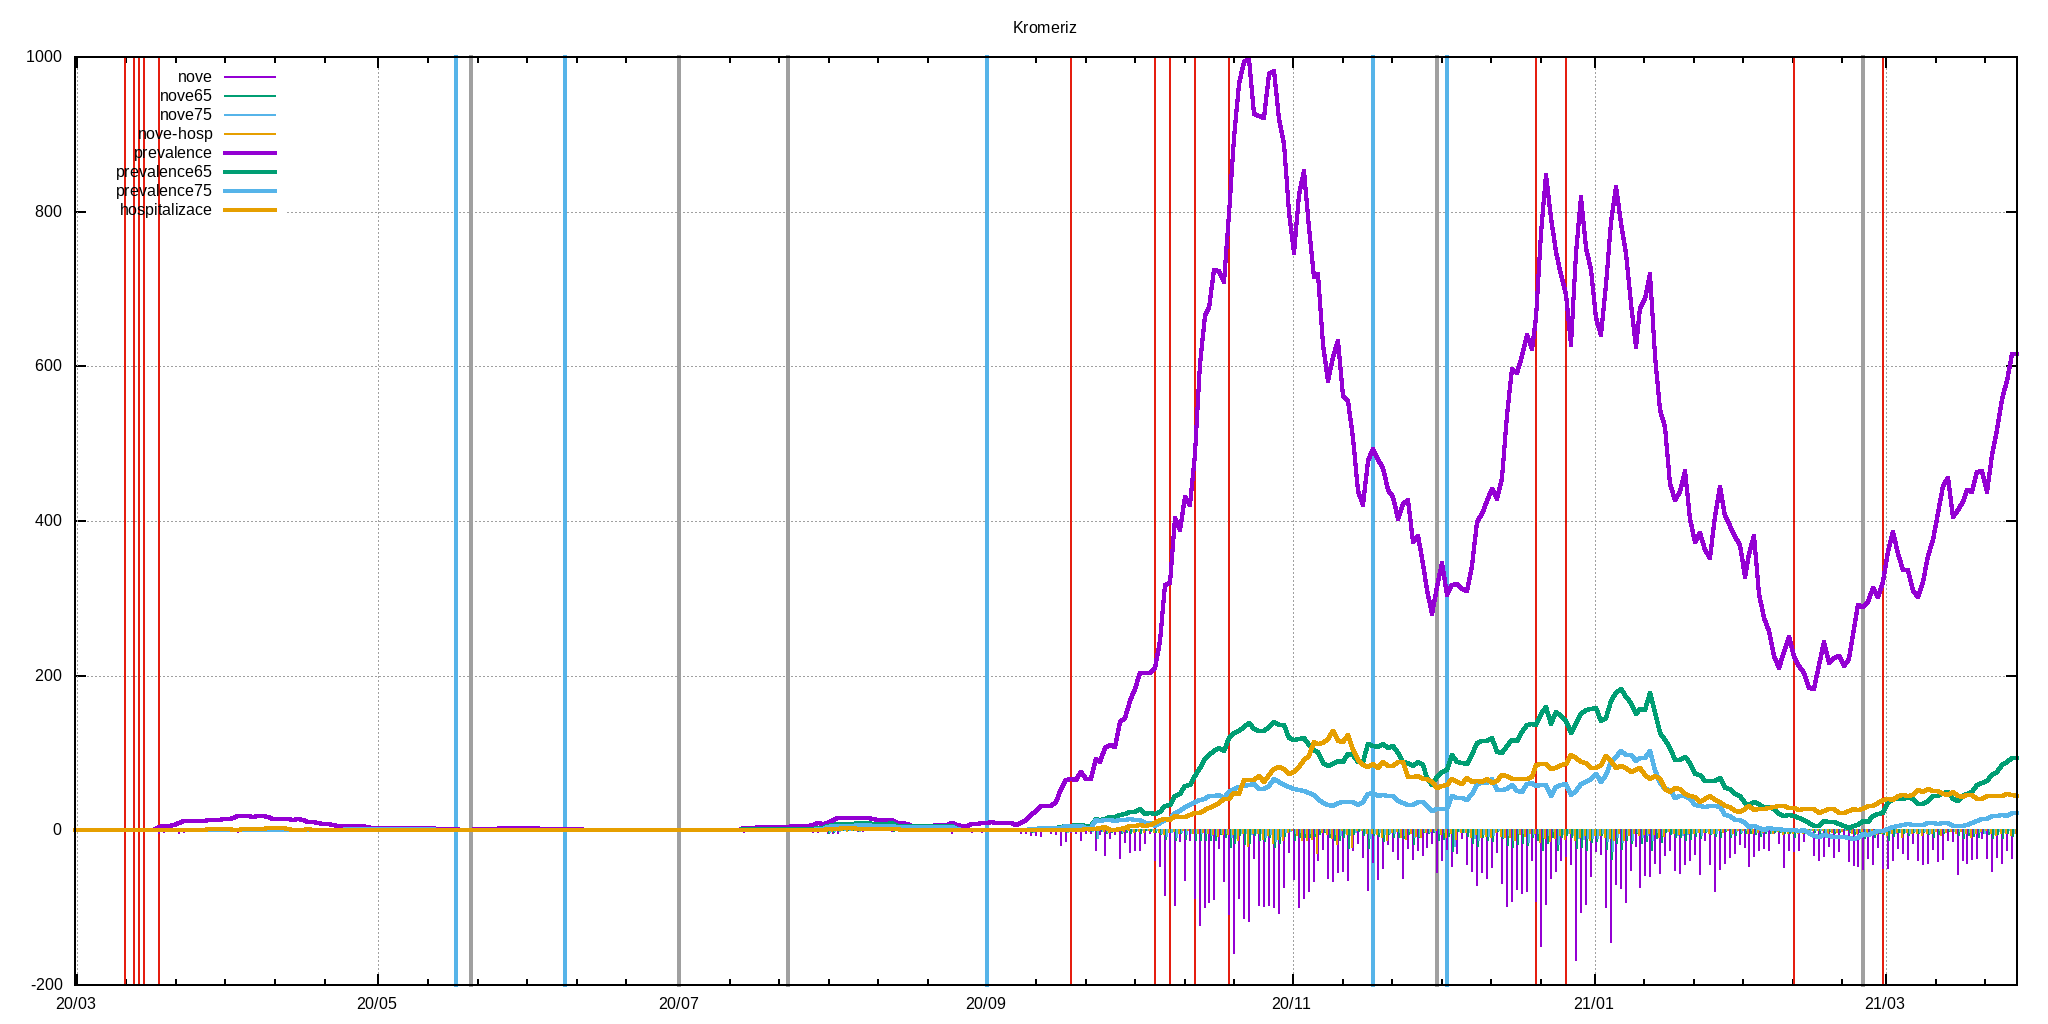 Kromeriz
1000
800
600
400
200
0
-200
nove
nove65
nove75
nove-hosp
prevalence
prevalence65
prevalence75
hospitalizace
20/03 20/05 20/07 20/09 20/11 21/01 21/03